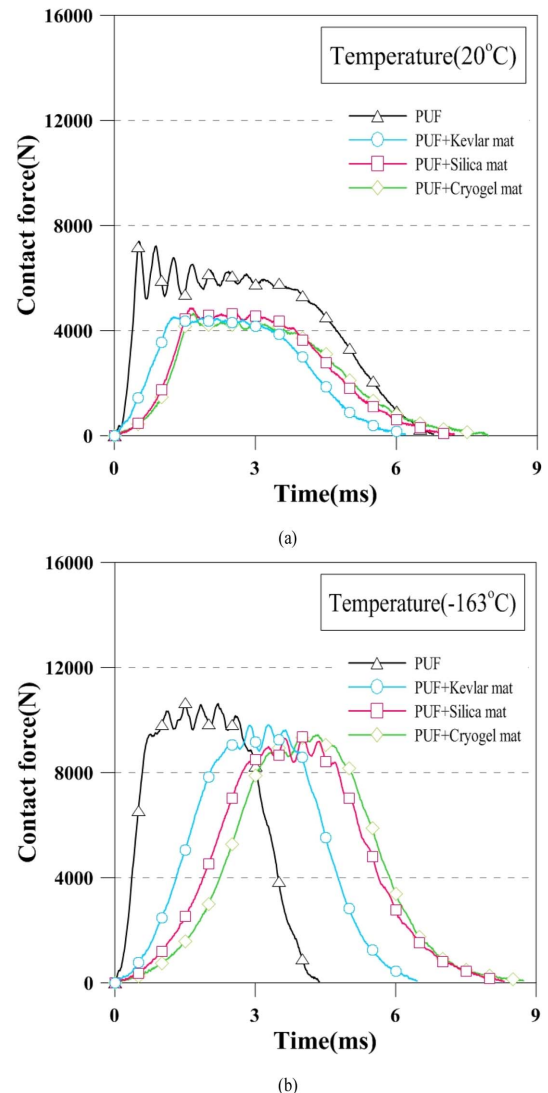 16000
Temperature(20°C)
PUF
12000
PUF+Kevlar mat
PUF+Silica mat
PUF+Cryogel mat
8000
Contact force(N)
4000
0
0 3 6 9
Time(ms)
(a)
16000
Temperature(-163°C)
PUF
12000
PUF+Kevlar mat
PUF+Silica mat
PUF+Cryogel mat
8000
Contact force(N)
4000
0
0 3 6 9
Time(ms)
(b)